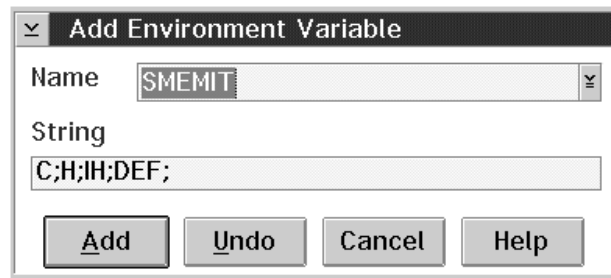 Add Environment Variable
Name SMEMIT
String
C;H;IH;DEF;
Add Undo Cancel Help